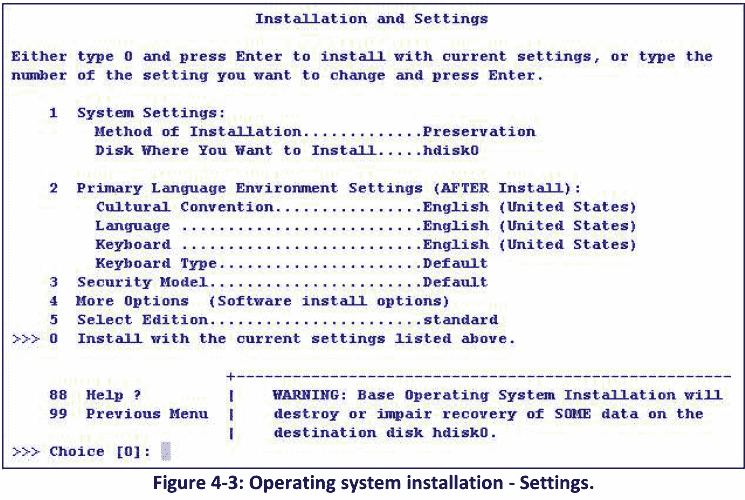 Installation and Settings
Either type 0 and press Enter to install with current settings, or type the
number of the setting you want to change and press Enter.
1 System Settings:
Method of Installation.............Preservation
Disk Where You Want to Install.....hdisk0
2 Primary Language Environment Settings (AFTER Install):
Cultural Convention................English (United States)
Language ..........................English (United States)
Keyboard ..........................English (United States)
Keyboard Type......................Default
3 Security Model.......................Default
4 More Options (Software install options)
5 Select Edition.......................standard
>>> 0 Install with the current settings listed above.
+-----------------------------------------------------
88 Help ? | WARNING: Base Operating System Installation will
99 Previous Menu | destroy or impair recovery of SOME data on the
| destination disk hdisk0.
>>> Choice [0]:
Figure 4-3: Operating system installation - Settings.